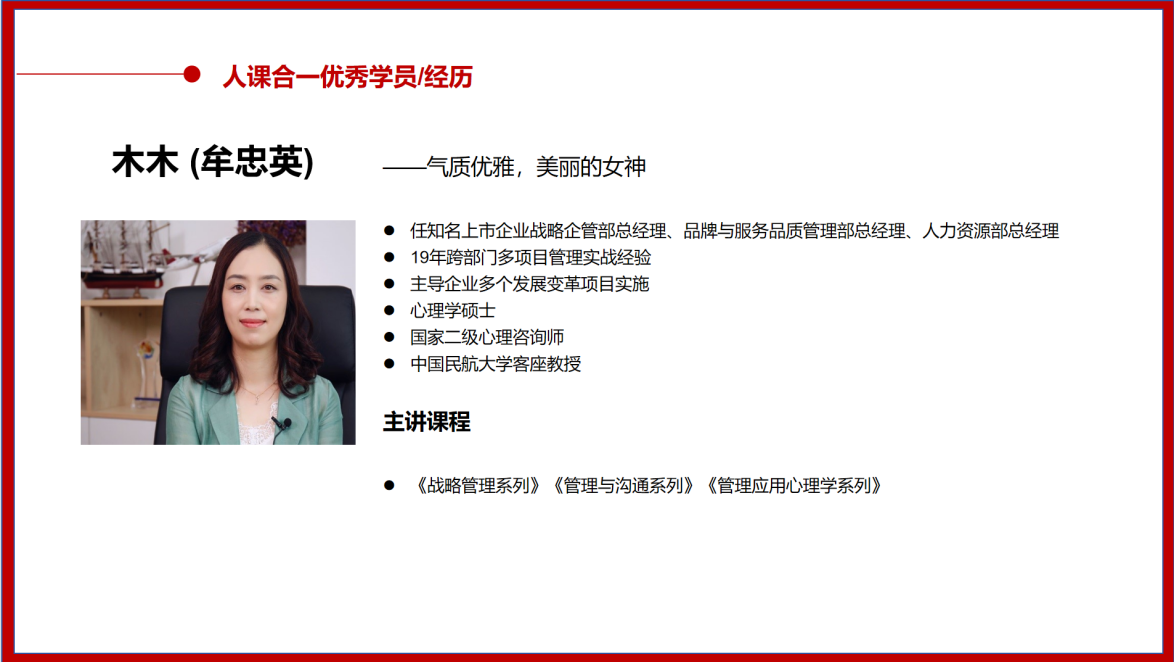 人课合一优秀学员/经历
木木 (牟忠英)
——气质优雅，美丽的女神
● 任知名上市企业战略企管部总经理、品牌与服务品质管理部总经理、人力资源部总经理
● 19年跨部门多项目管理实战经验
● 主导企业多个发展变革项目实施
● 心理学硕士
● 国家二级心理咨询师
● 中国民航大学客座教授
主讲课程
● 《战略管理系列》《管理与沟通系列》《管理应用心理学系列》